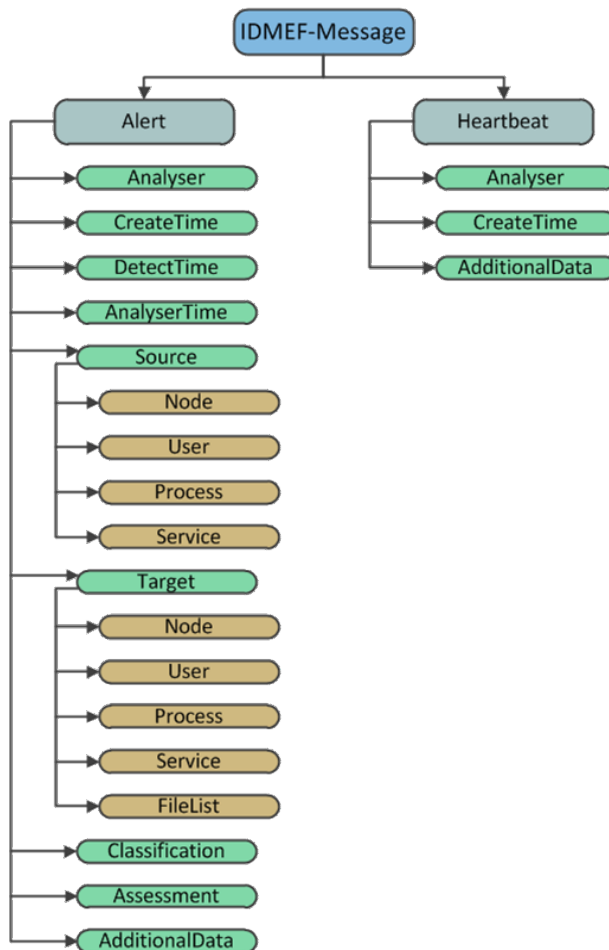 IDMEF-Message
Alert
Analyser
CreateTime
DetectTime
AnalyserTime
Source
Node
User
Process
Service
Target
Node
User
Process
Service
FileList
Classification
Assessment
AdditionalData
Heartbeat
Analyser
CreateTime
AdditionalData